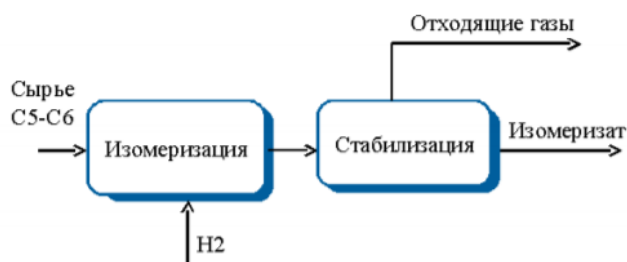 Отходящие газы
Сырье
С5-С6
Изомеризация
Стабилизация
Изомеризат
Н2